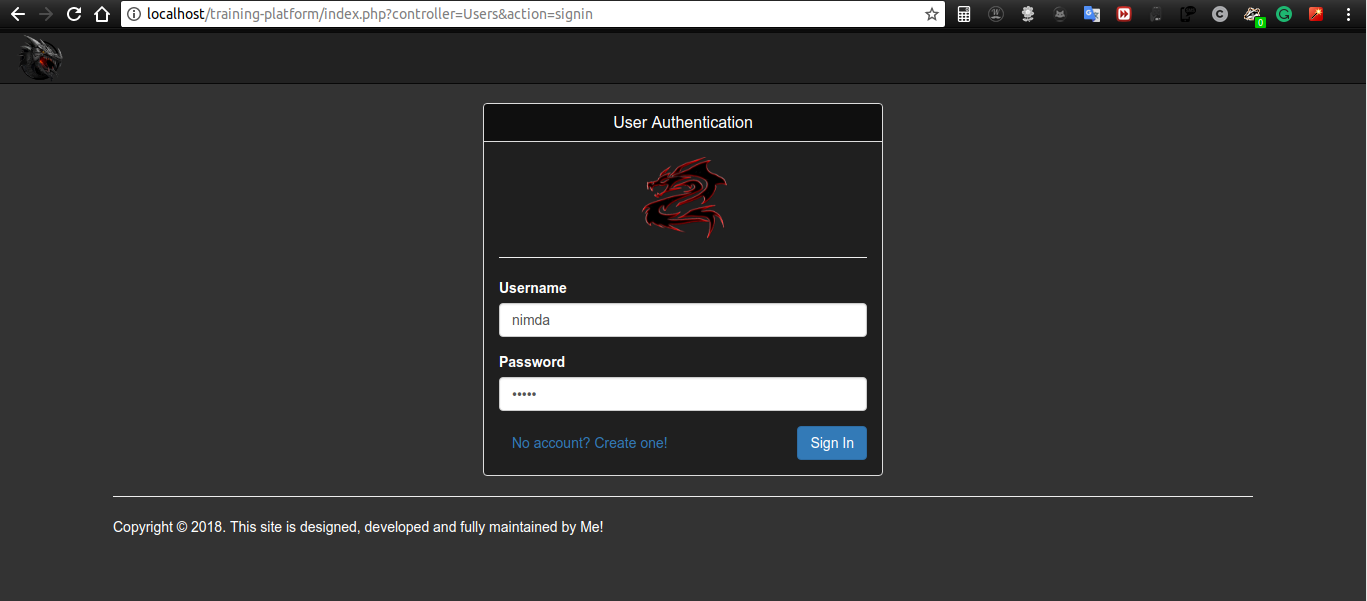 localhost/training-platform/index.php?controller=Users&action=signin
User Authentication
Username
nimda
Password
•••••
No account? Create one!
Sign In
Copyright © 2018. This site is designed, developed and fully maintained by Me!